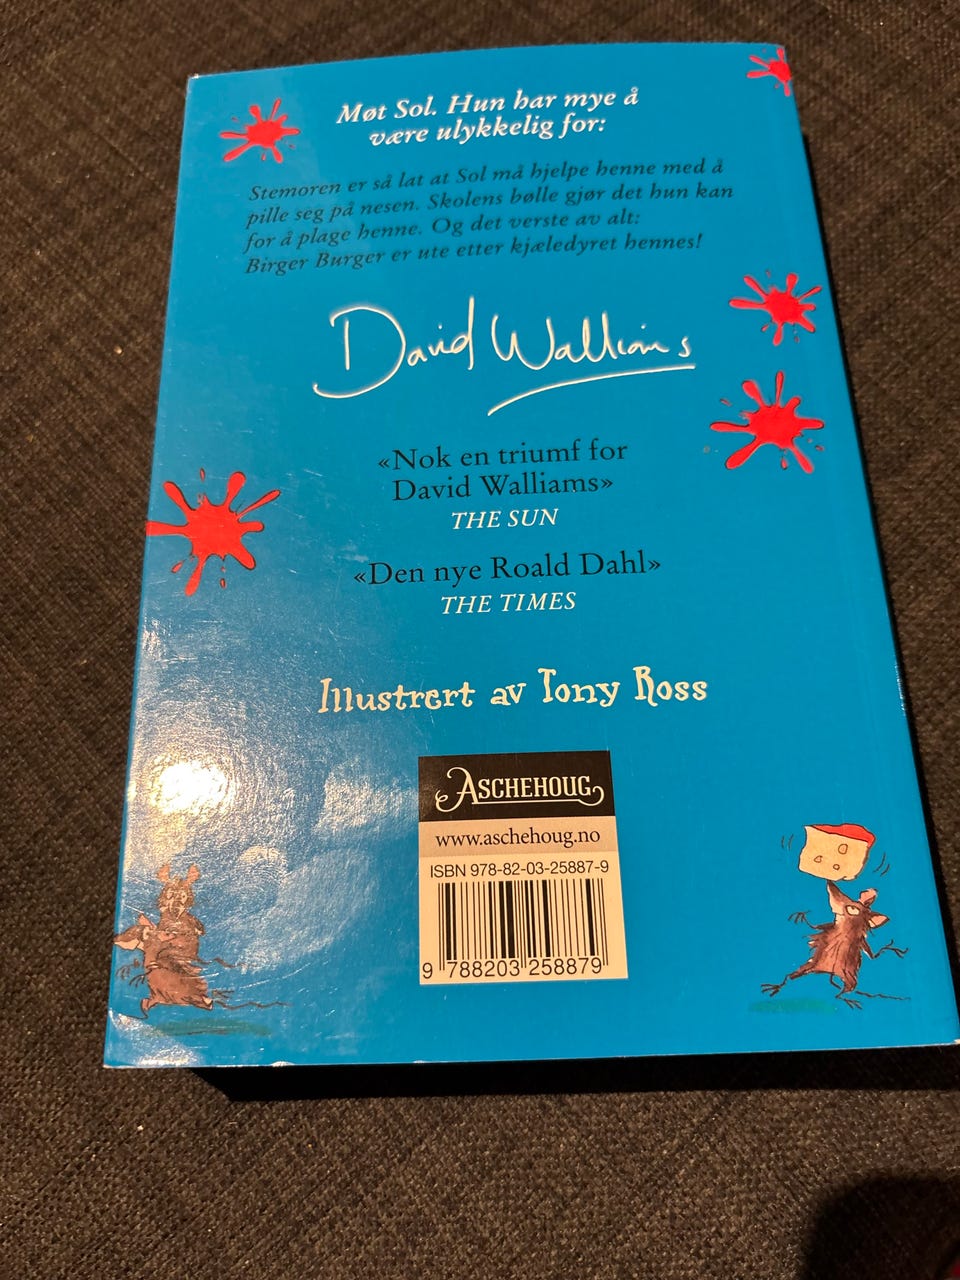 Møt Sol. Hun har mye å
være ulykkelig for:
Stemoren er så lat at Sol må hjelpe henne med å
pille seg på nesen. Skolens bølle gjør det hun kan
for å plage henne. Og det verste av alt:
Birger Burger er ute etter kjæledyret hennes!
David Walliams
«Nok en triumf for
David Walliams»
THE SUN
«Den nye Roald Dahl»
THE TIMES
Illustrert av Tony Ross
ASCHEHOUG
www.aschehoug.no
ISBN 978-82-03-25887-9
9 788203 258879